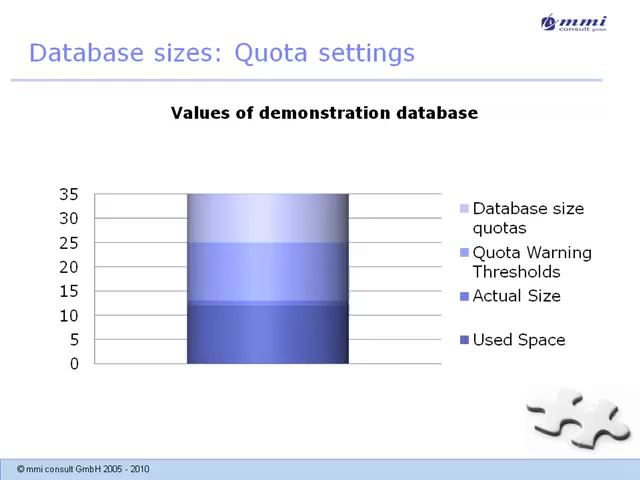 mmi
consult gmbh
Database sizes: Quota settings
Values of demonstration database
35
30
25
20
15
10
5
0
Database size
quotas
Quota Warning
Thresholds
Actual Size
Used Space
© mmi consult GmbH 2005 - 2010